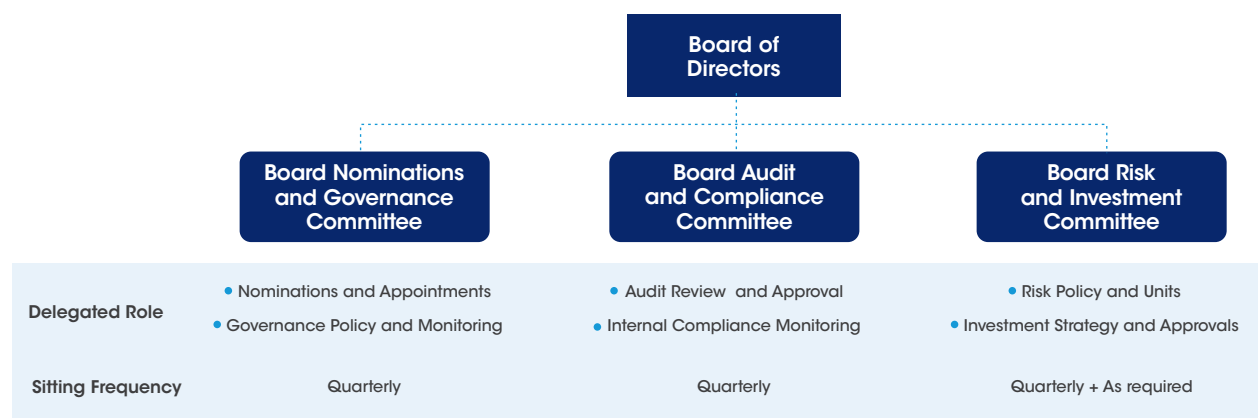 Board of
Directors
Board Nominations
and Governance
Committee
Board Audit
and Compliance
Committee
Board Risk
and Investment
Committee
Delegated Role
• Nominations and Appointments
• Governance Policy and Monitoring
• Audit Review and Approval
• Internal Compliance Monitoring
• Risk Policy and Units
• Investment Strategy and Approvals
Sitting Frequency
Quarterly
Quarterly
Quarterly + As required